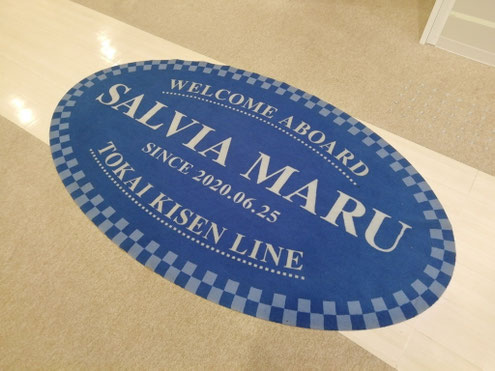 WELCOME ABOARD
SALVIA MARU
SINCE 2020.06.25
TOKAI KISEN LINE